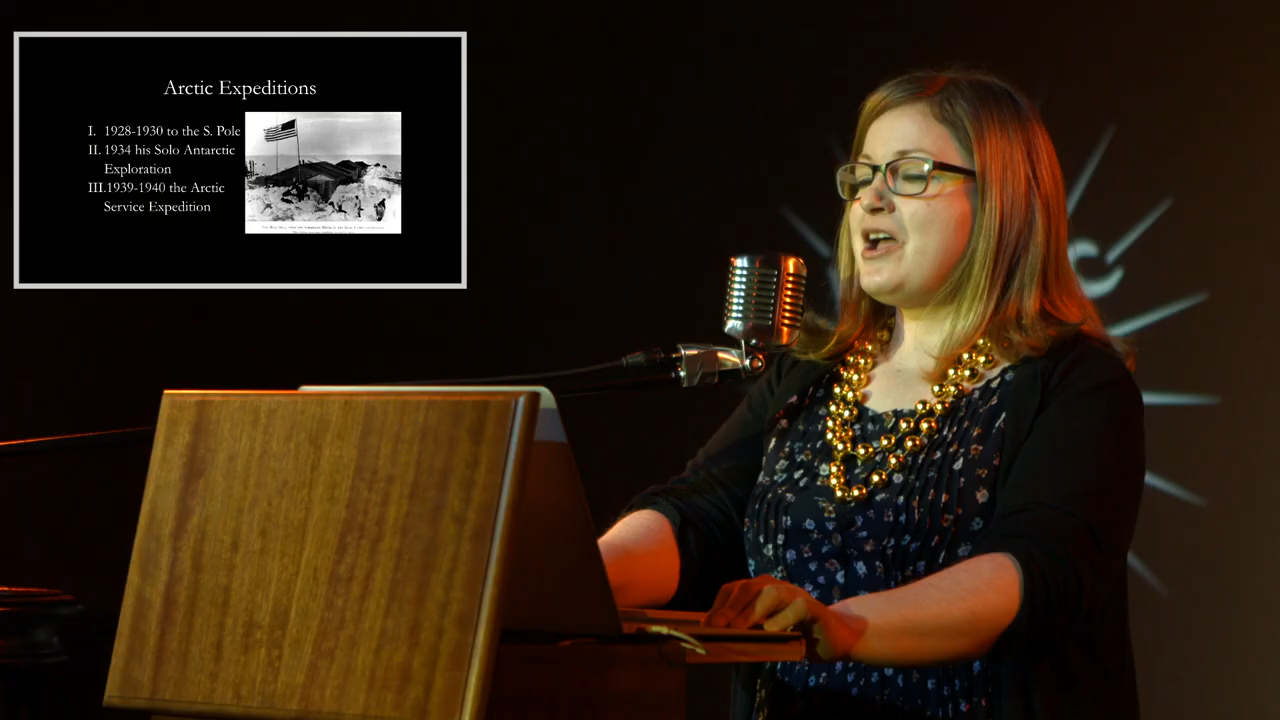 Arctic Expeditions
I. 1928-1930 to the S. Pole
II. 1934 his Solo Antarctic
Exploration
III.1939-1940 the Arctic
Service Expedition